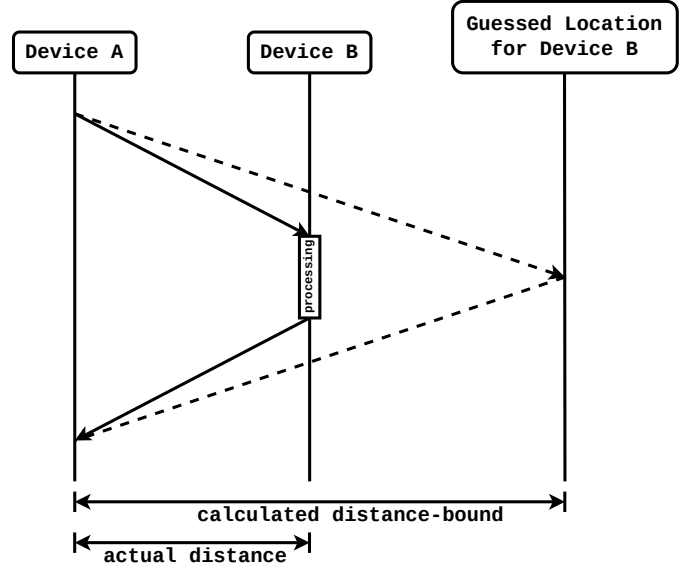 Device A
Device B
Guessed Location
for Device B
processing
calculated distance-bound
actual distance